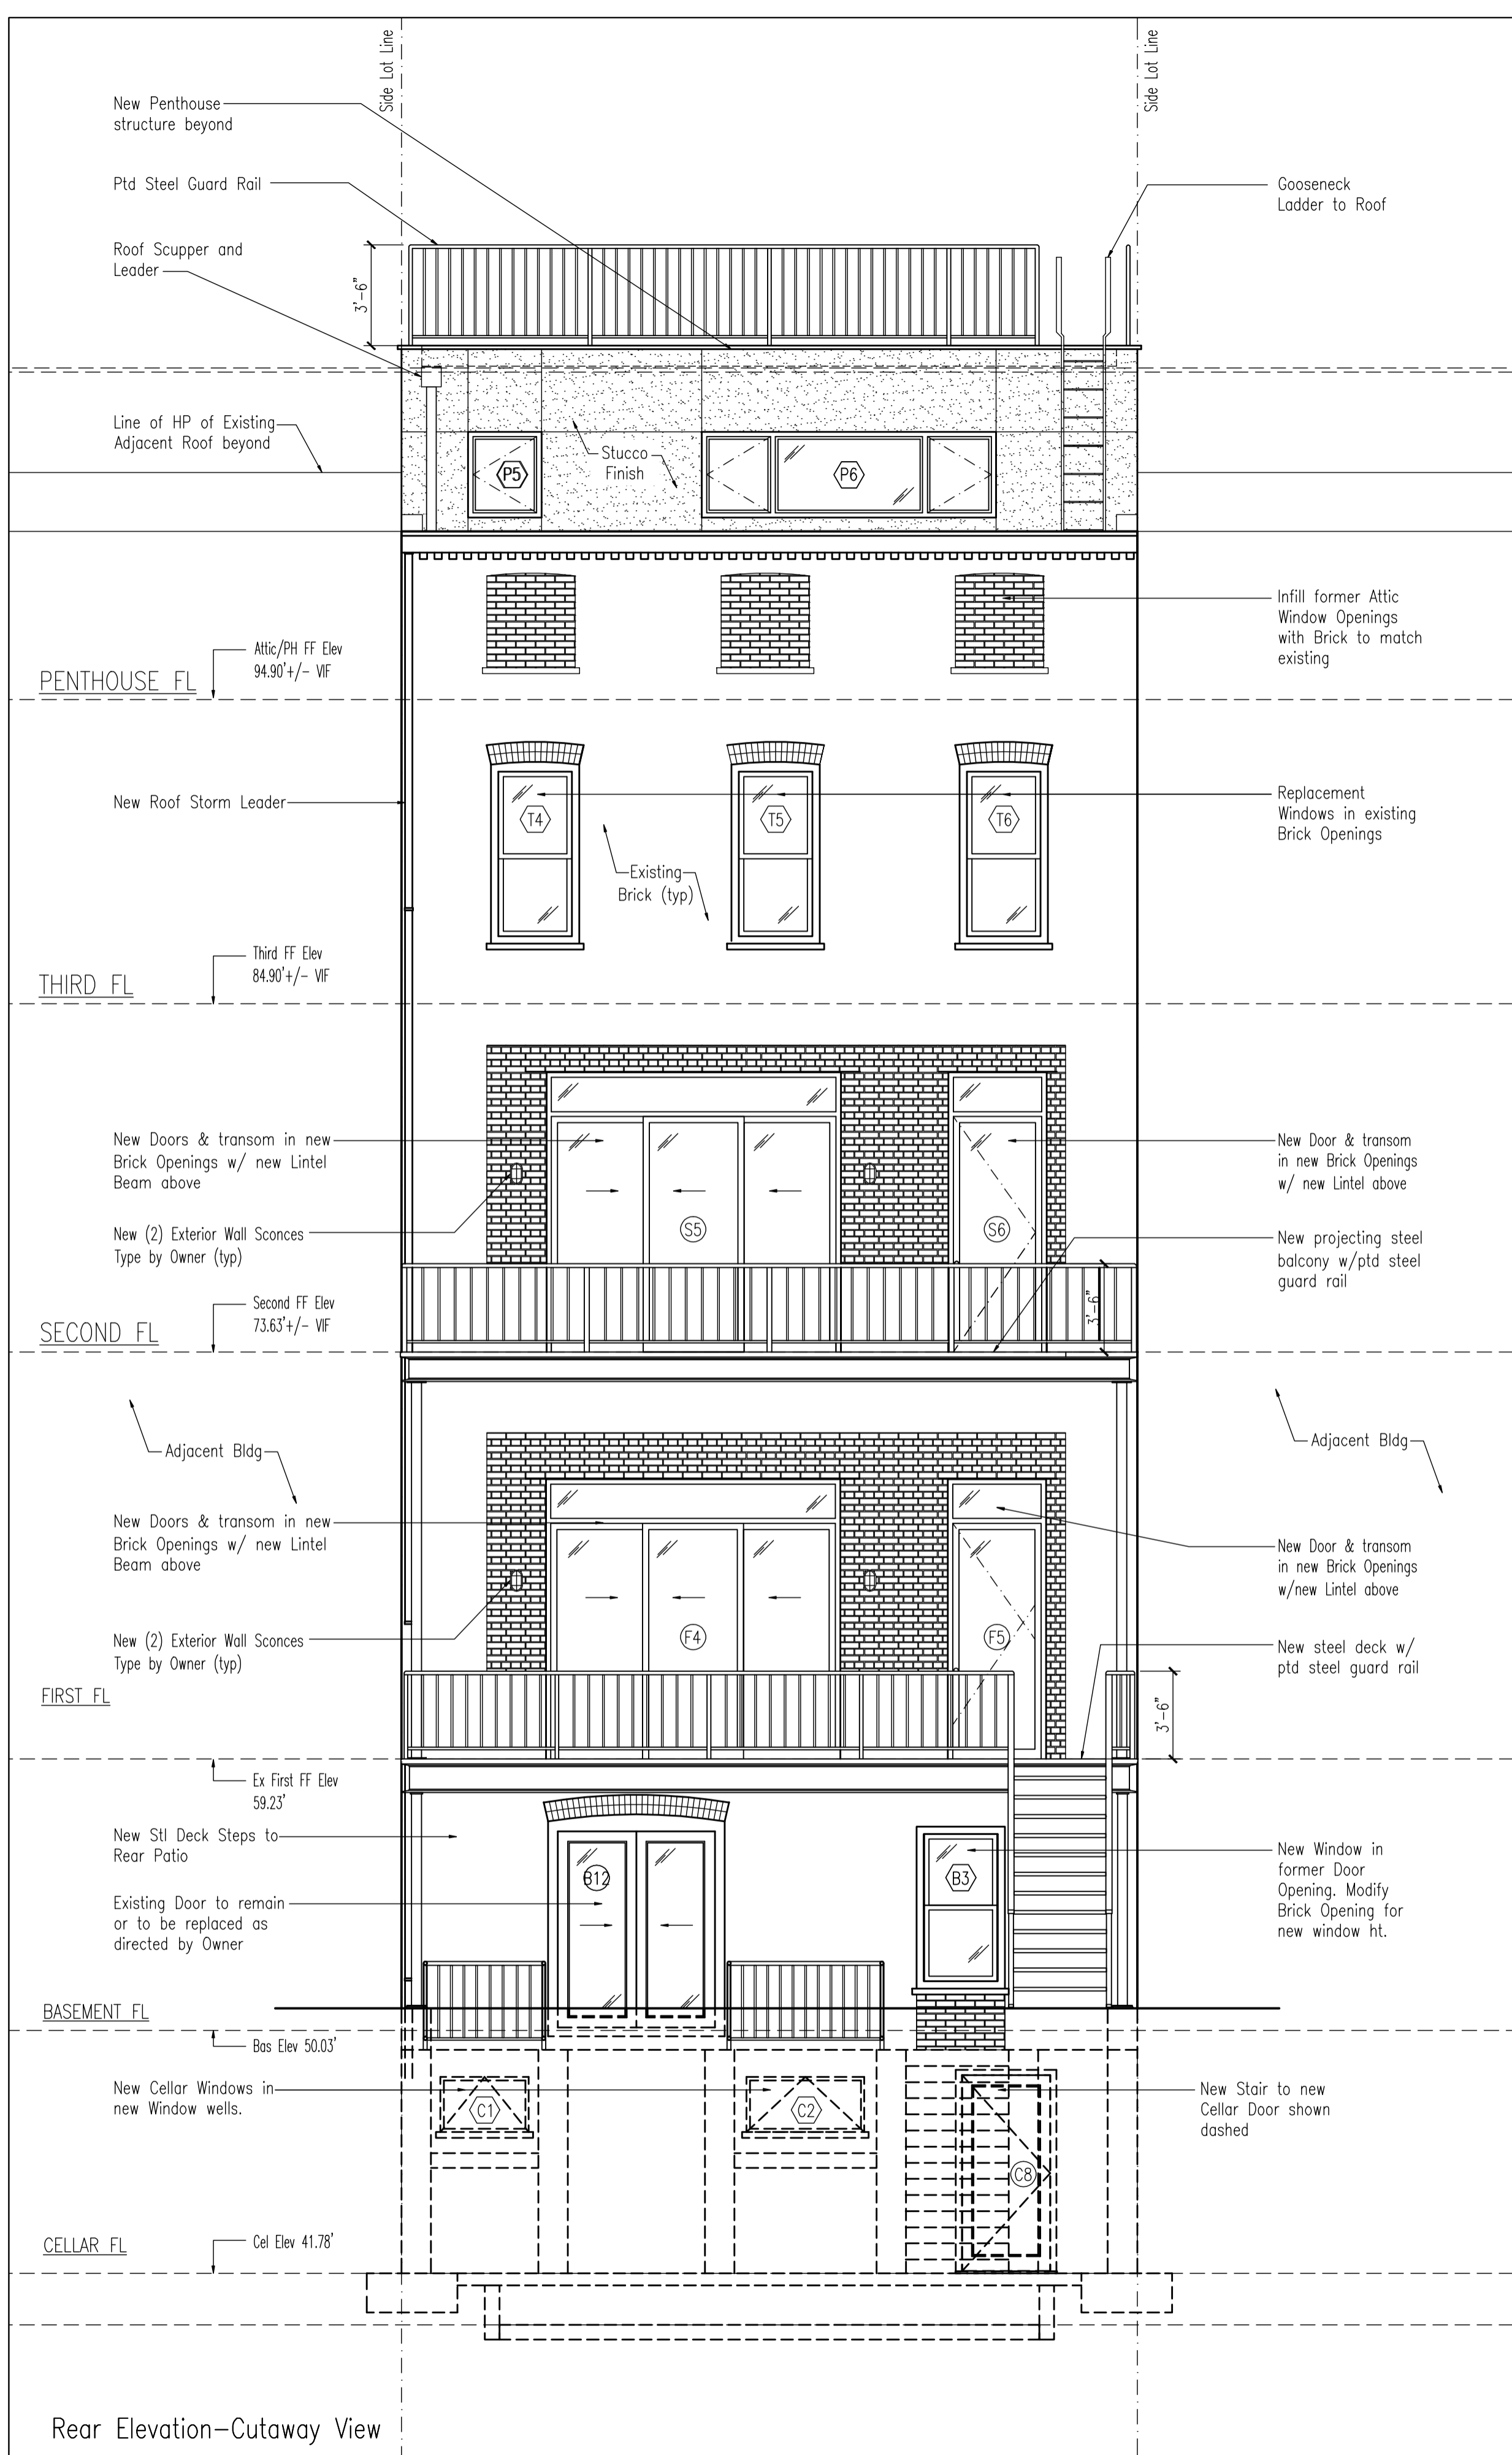 Side Lot Line
Side Lot Line
New Penthouse
structure beyond
Ptd Steel Guard Rail
Gooseneck
Ladder to Roof
Roof Scupper and
Leader
3'-6"
Line of HP of Existing
Adjacent Roof beyond
Stucco
Finish
P5
P6
Infill former Attic
Window Openings
with Brick to match
existing
Attic/PH FF Elev
94.90'+/- VIF
PENTHOUSE FL
New Roof Storm Leader
T4
T5
T6
Replacement
Windows in existing
Brick Openings
Existing
Brick (typ)
Third FF Elev
84.90'+/- VIF
THIRD FL
New Doors & transom in new
Brick Openings w/ new Lintel
Beam above
New Door & transom
in new Brick Openings
w/ new Lintel above
New (2) Exterior Wall Sconces
Type by Owner (typ)
S5
S6
New projecting steel
balcony w/ptd steel
guard rail
3'-6"
Second FF Elev
73.63'+/- VIF
SECOND FL
Adjacent Bldg
Adjacent Bldg
New Doors & transom in new
Brick Openings w/ new Lintel
Beam above
New Door & transom
in new Brick Openings
w/new Lintel above
New (2) Exterior Wall Sconces
Type by Owner (typ)
F4
F5
New steel deck w/
ptd steel guard rail
3'-6"
FIRST FL
Ex First FF Elev
59.23'
New Stl Deck Steps to
Rear Patio
Existing Door to remain
or to be replaced as
directed by Owner
B12
B3
New Window in
former Door
Opening. Modify
Brick Opening for
new window ht.
BASEMENT FL
Bas Elev 50.03'
New Cellar Windows in
new Window wells.
C1
C2
C8
New Stair to new
Cellar Door shown
dashed
Cel Elev 41.78'
CELLAR FL
Rear Elevation-Cutaway View